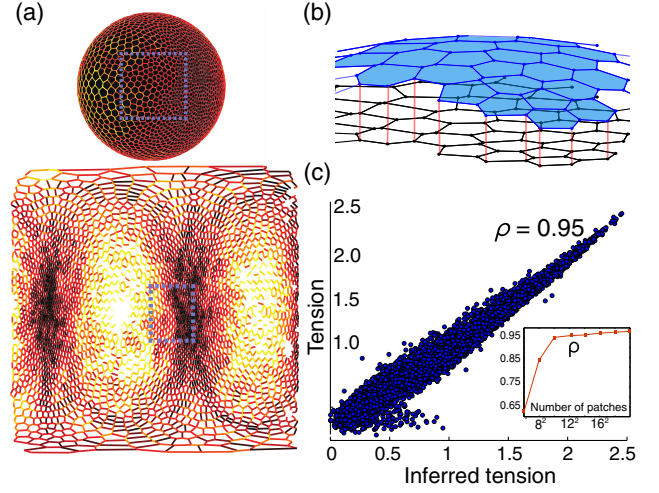 (a)
(b)
(c)
2.5
2.0
1.5
1.0
Tension
ρ = 0.95
0.95
0.85
0.75
0.65
ρ
Number of patches
8²
12²
16²
0
0.5
1
1.5
2
2.5
Inferred tension